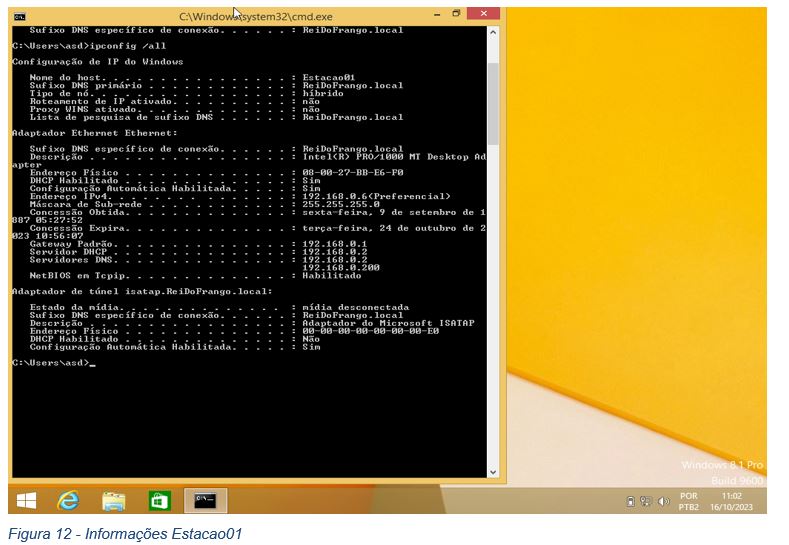 C:\Windows\system32\cmd.exe
Sufixo DNS específico de conexão. . . . . . : ReiDoFrango.local
C:\Users\asd>ipconfig /all
Configuração de IP do Windows
Nome do host. . . . . . . . . . . . . . . . : Estacao01
Sufixo DNS primário . . . . . . . . . . . . : ReiDoFrango.local
Tipo de nó. . . . . . . . . . . . . . . . . : híbrido
Roteamento de IP ativado. . . . . . . . . . : não
Proxy WINS ativado. . . . . . . . . . . . . : não
Lista de pesquisa de sufixo DNS . . . . . . : ReiDoFrango.local
Adaptador Ethernet Ethernet:
Sufixo DNS específico de conexão. . . . . . : ReiDoFrango.local
Descrição . . . . . . . . . . . . . . . . . : Intel(R) PRO/1000 MT Desktop Ad
apter
Endereço Físico . . . . . . . . . . . . . . : 08-00-27-BB-E6-F0
DHCP Habilitado . . . . . . . . . . . . . . : Sim
Configuração Automática Habilitada. . . . . : Sim
Endereço IPv4. . . . . . . . . . . . . . . : 192.168.0.6(Preferencial)
Máscara de Sub-rede . . . . . . . . . . . . : 255.255.255.0
Concessão Obtida. . . . . . . . . . . . . . : sexta-feira, 9 de setembro de 1
887 05:27:52
Concessão Expira. . . . . . . . . . . . . . : terça-feira, 24 de outubro de 2
023 10:56:07
Gateway Padrão. . . . . . . . . . . . . . . : 192.168.0.1
Servidor DHCP . . . . . . . . . . . . . . . : 192.168.0.2
Servidores DNS. . . . . . . . . . . . . . . : 192.168.0.2
192.168.0.200
NetBIOS em Tcpip. . . . . . . . . . . . . . : Habilitado
Adaptador de túnel isatap.ReiDoFrango.local:
Estado da mídia. . . . . . . . . . . . . . : mídia desconectada
Sufixo DNS específico de conexão. . . . . . : ReiDoFrango.local
Descrição . . . . . . . . . . . . . . . . . : Adaptador do Microsoft ISATAP
Endereço Físico . . . . . . . . . . . . . . : 00-00-00-00-00-00-00-E0
DHCP Habilitado . . . . . . . . . . . . . . : Não
Configuração Automática Habilitada. . . . . : Sim
C:\Users\asd>_
Windows 8.1 Pro
Build 9600
POR 11:02
PTB2 16/10/2023
Figura 12 - Informações Estacao01